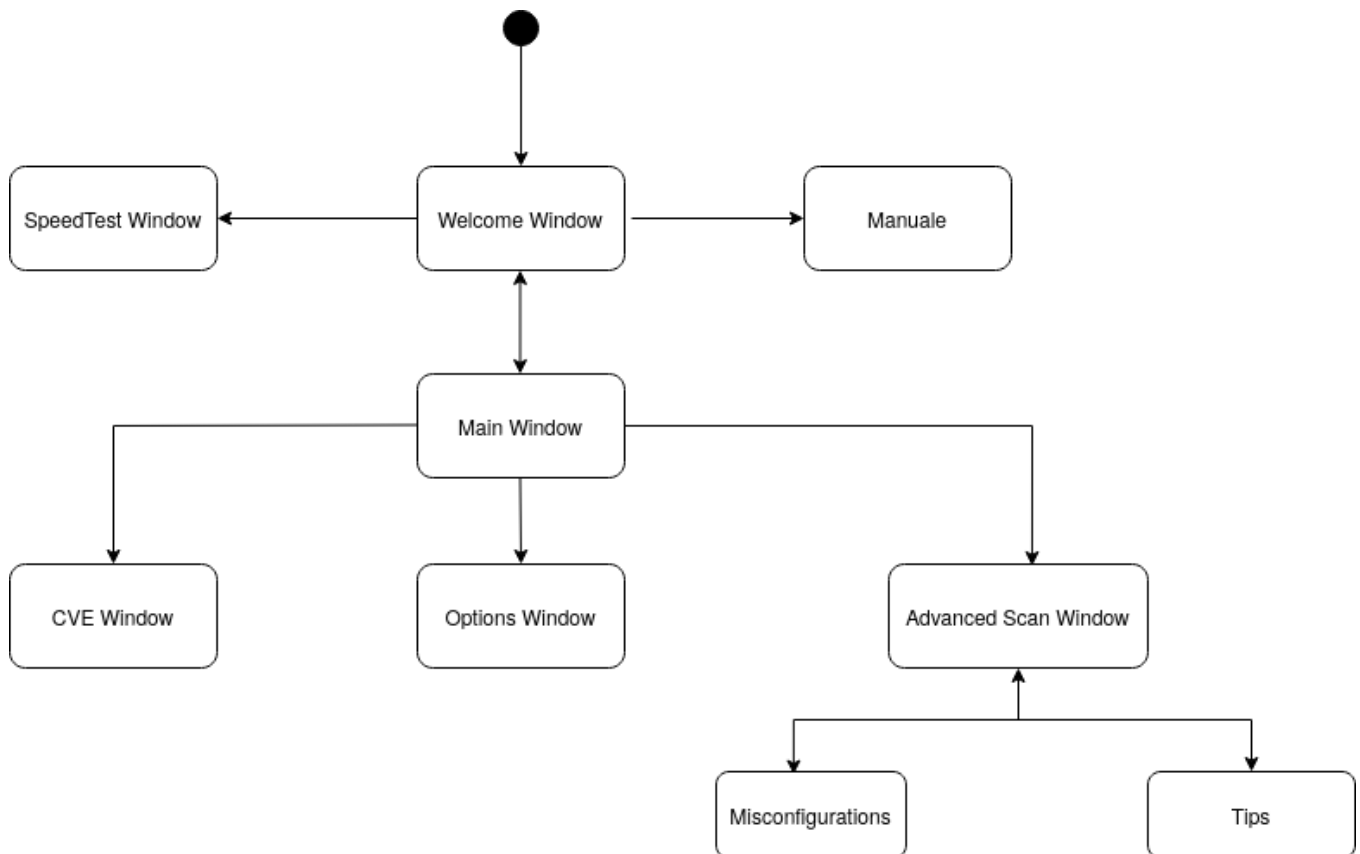 SpeedTest Window
Welcome Window
Manuale
Main Window
CVE Window
Options Window
Advanced Scan Window
Misconfigurations
Tips